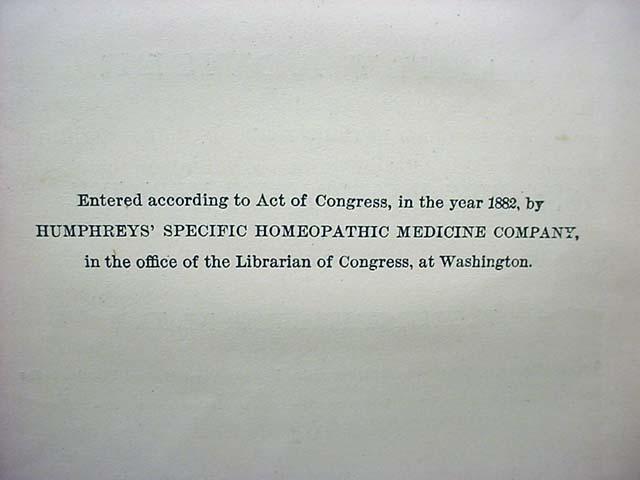 Entered according to Act of Congress, in the year 1882, by
HUMPHREYS' SPECIFIC HOMEOPATHIC MEDICINE COMPANY,
in the office of the Librarian of Congress, at Washington.